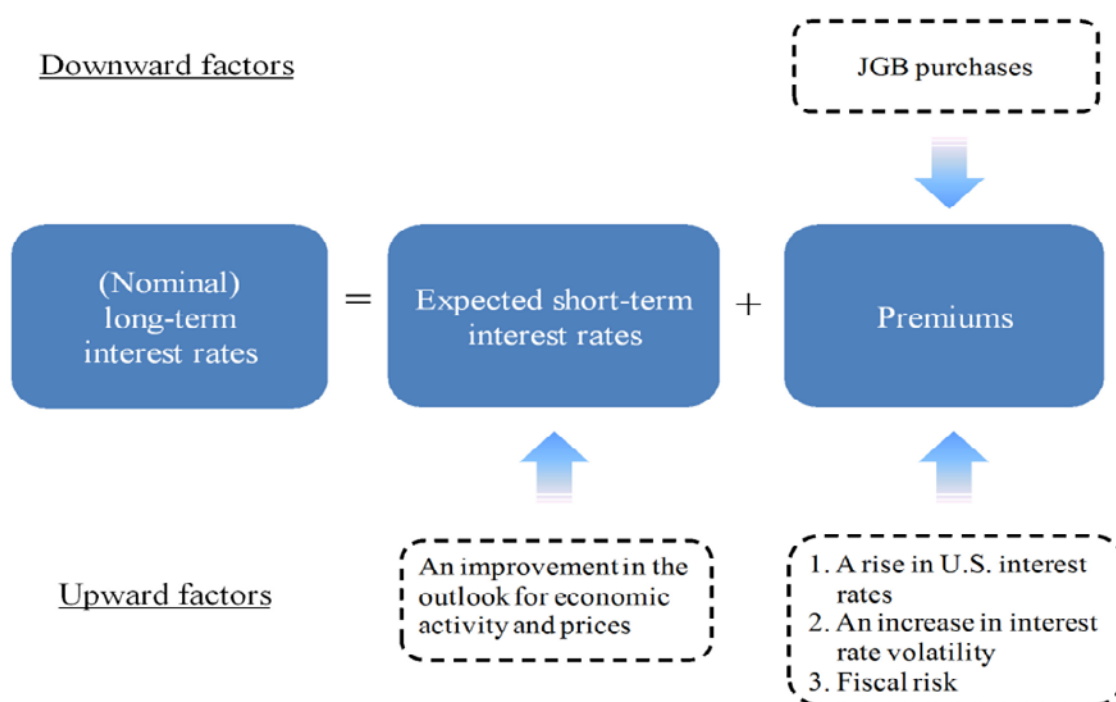 Downward factors
JGB purchases
(Nominal)
long-term
interest rates
=
Expected short-term
interest rates
+
Premiums
Upward factors
An improvement in the
outlook for economic
activity and prices
1. A rise in U.S. interest
rates
2. An increase in interest
rate volatility
3. Fiscal risk